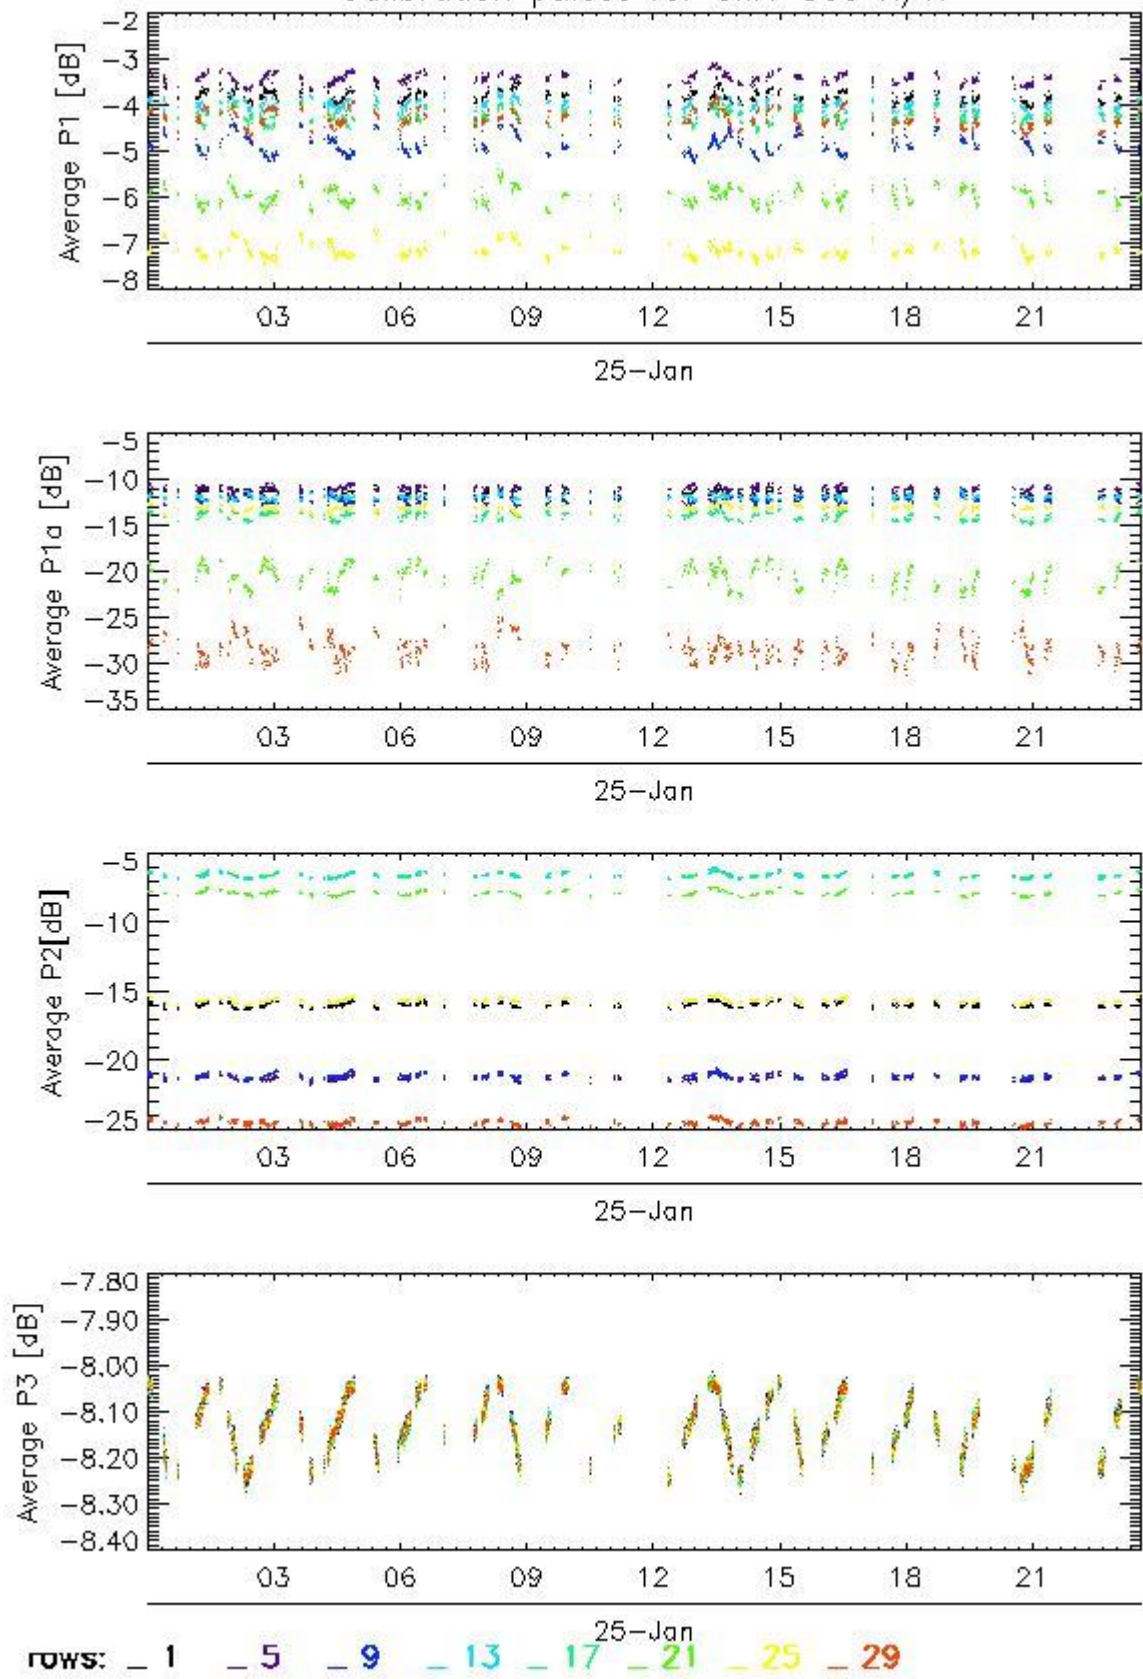 Average P1 [dB]
-2
-3
-4
-5
-6
-7
-8
03 06 09 12 15 18 21
25-Jan
Average P1a [dB]
-5
-10
-15
-20
-25
-30
-35
03 06 09 12 15 18 21
25-Jan
Average P2[dB]
-5
-10
-15
-20
-25
03 06 09 12 15 18 21
25-Jan
Average P3 [dB]
-7.80
-7.90
-8.00
-8.10
-8.20
-8.30
-8.40
03 06 09 12 15 18 21
25-Jan
rows: _ 1 _ 5 _ 9 _ 13 _ 17 _ 21 _ 25 _ 29